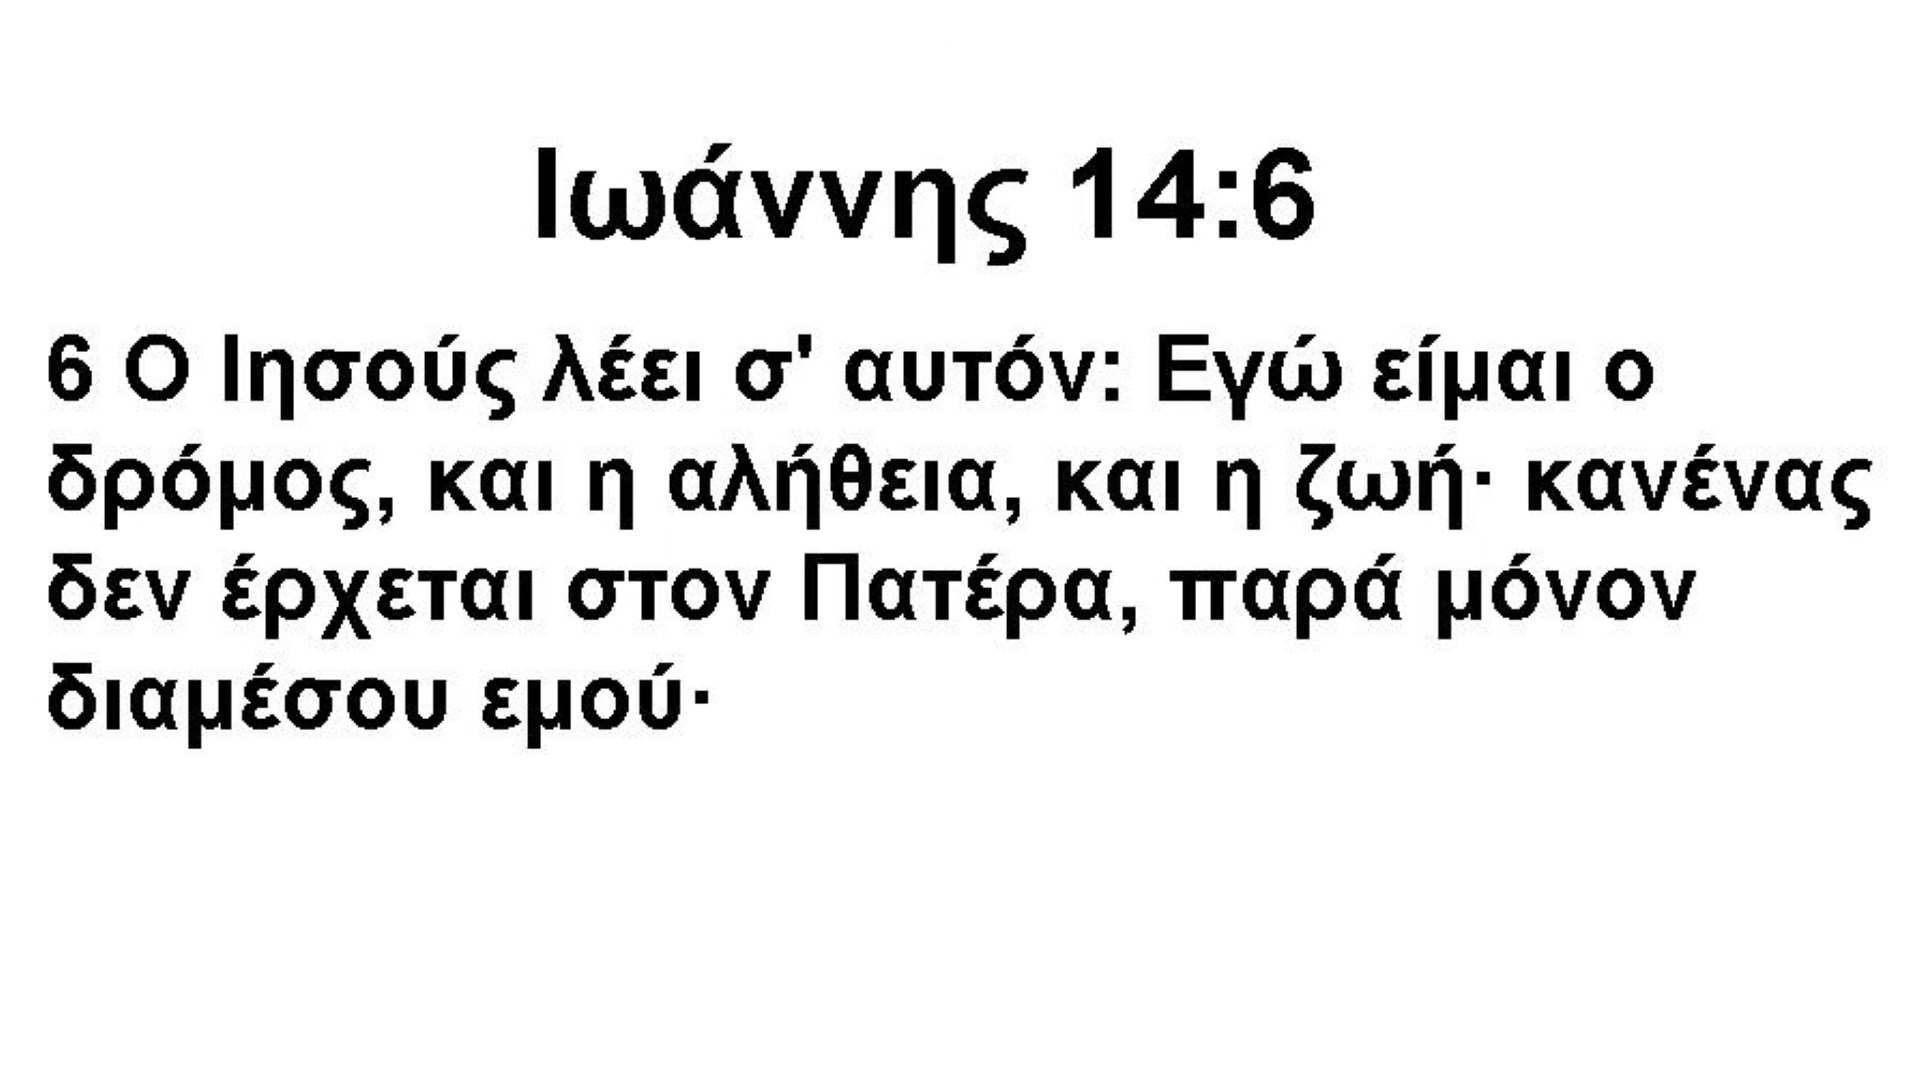 Ιωάννης 14:6
6 Ο Ιησούς λέει σ' αυτόν: Εγώ είμαι ο
δρόμος, και η αλήθεια, και η ζωή· κανένας
δεν έρχεται στον Πατέρα, παρά μόνον
διαμέσου εμού·